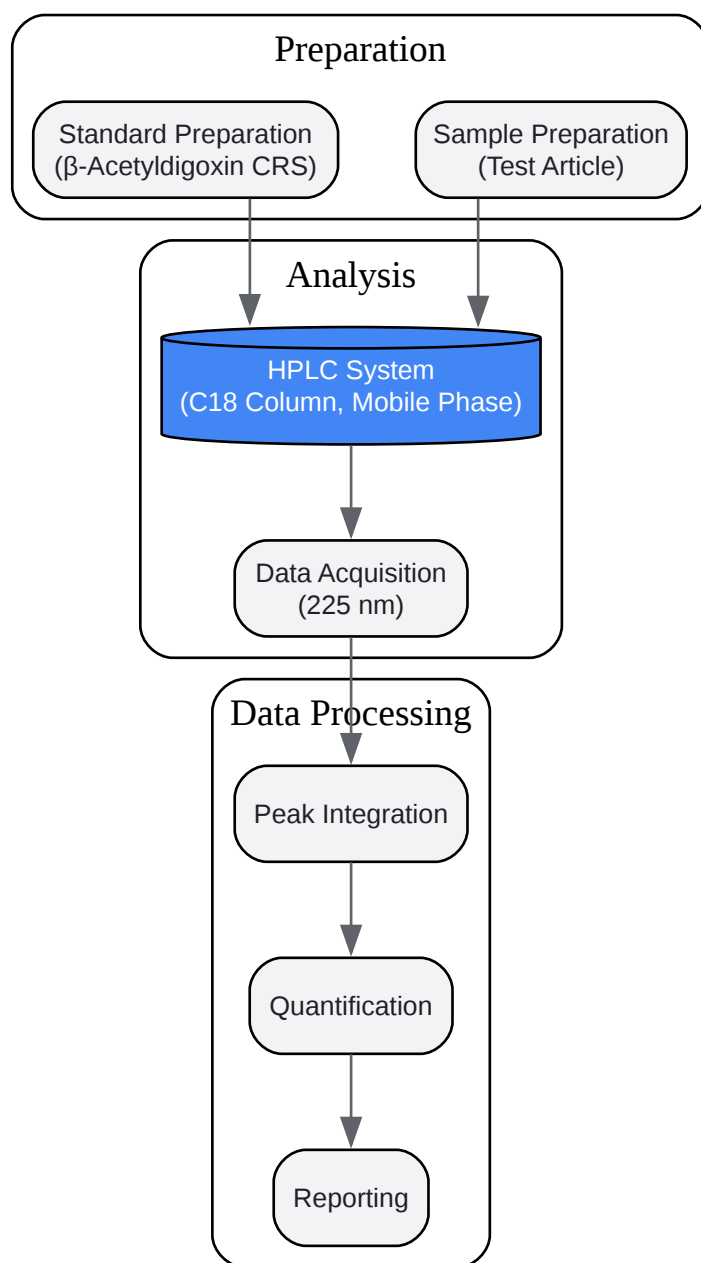 Preparation
Standard Preparation
(β-Acetyldigoxin CRS)
Sample Preparation
(Test Article)
Analysis
HPLC System
(C18 Column, Mobile Phase)
Data Acquisition
(225 nm)
Data Processing
Peak Integration
Quantification
Reporting